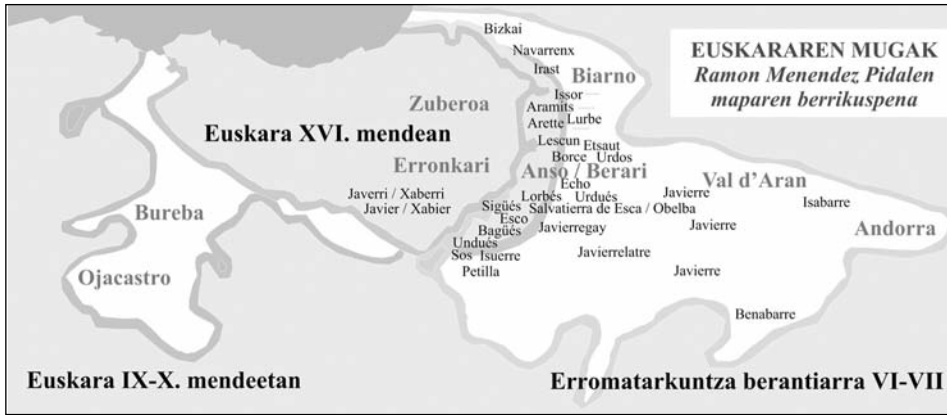 Bizkai
EUSKARAREN MUGAK
Ramon Menendez Pidalen
maparen berrikuspena
Navarrenx
Irast
Biarno
Issor
Zuberoa
Aramits
Arette
Lurbe
Euskara XVI. mendean
Lescun
Etsaut
Borce
Urdos
Erronkari
Anso / Berari
Echo
Val d'Aran
Javerri / Xaberri
Lorbés
Urdués
Javierre
Isabarre
Javier / Xabier
Sigüés
Salvatierra de Esca / Obelba
Bureba
Esco
Bagüés
Javierregay
Javierre
Andorra
Undués
Sos
Isuerre
Javierrelatre
Ojacastro
Petilla
Javierre
Benabarre
Euskara IX-X. mendeetan
Erromatarkuntza berantiarra VI-VII